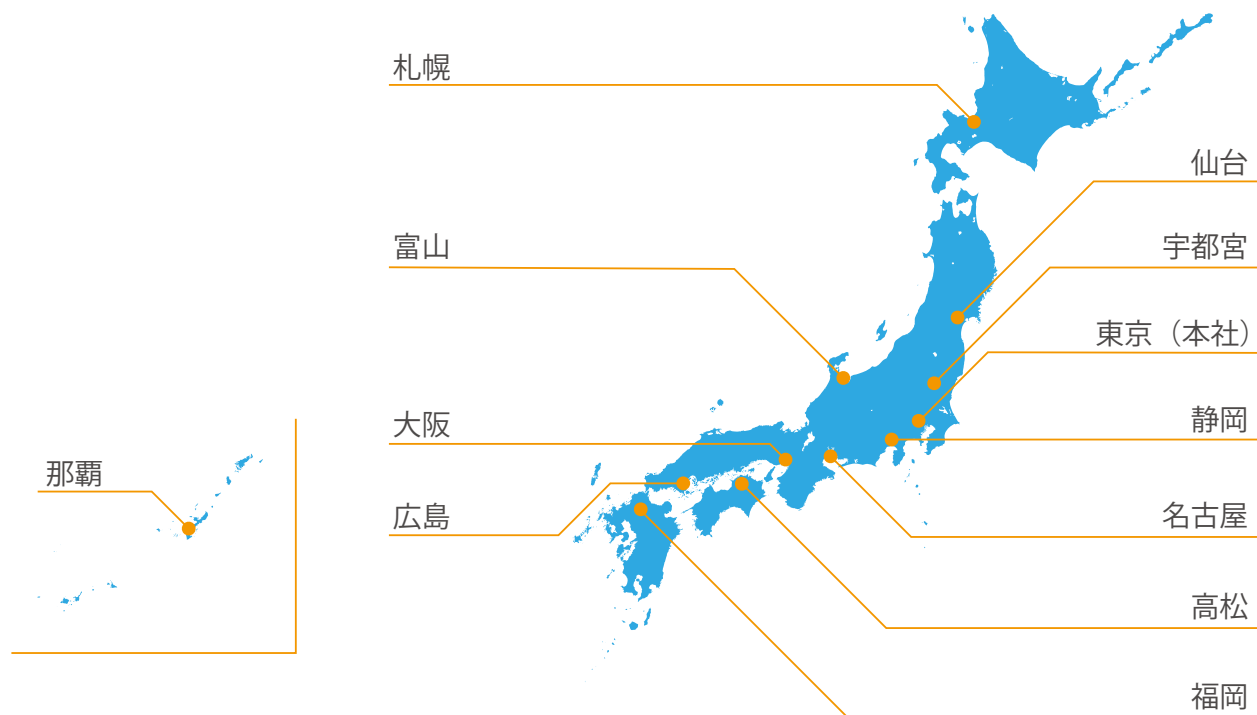 札幌
仙台
富山
宇都宮
東京（本社）
大阪
静岡
那覇
広島
名古屋
高松
福岡